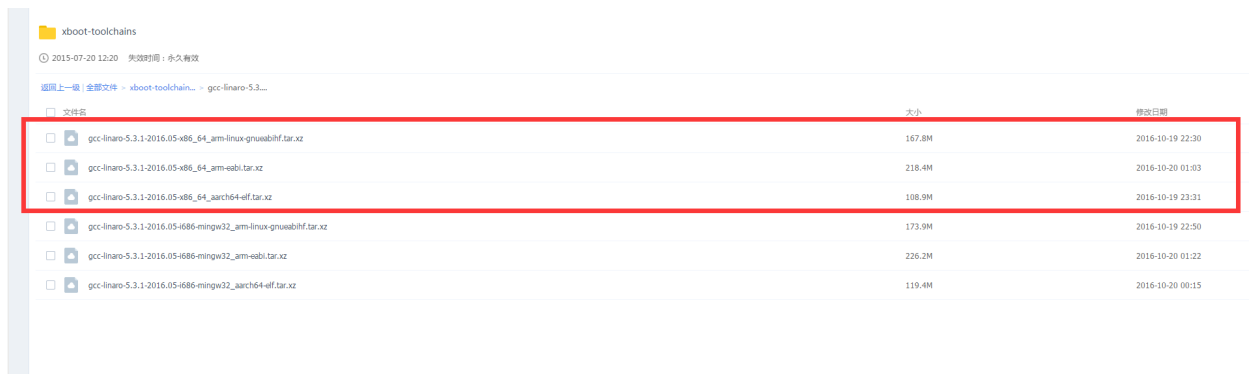 xboot-toolchains
2015-07-20 12:20 失效时间：永久有效
返回上一级 | 全部文件 > xboot-toolchain... > gcc-linaro-5.3....
文件名 大小 修改日期
gcc-linaro-5.3.1-2016.05-x86_64_arm-linux-gnueabihf.tar.xz 167.8M 2016-10-19 22:30
gcc-linaro-5.3.1-2016.05-x86_64_arm-eabi.tar.xz 218.4M 2016-10-20 01:03
gcc-linaro-5.3.1-2016.05-x86_64_aarch64-elf.tar.xz 108.9M 2016-10-19 23:31
gcc-linaro-5.3.1-2016.05-i686-mingw32_arm-linux-gnueabihf.tar.xz 173.9M 2016-10-19 22:50
gcc-linaro-5.3.1-2016.05-i686-mingw32_arm-eabi.tar.xz 226.2M 2016-10-20 01:22
gcc-linaro-5.3.1-2016.05-i686-mingw32_aarch64-elf.tar.xz 119.4M 2016-10-20 00:15